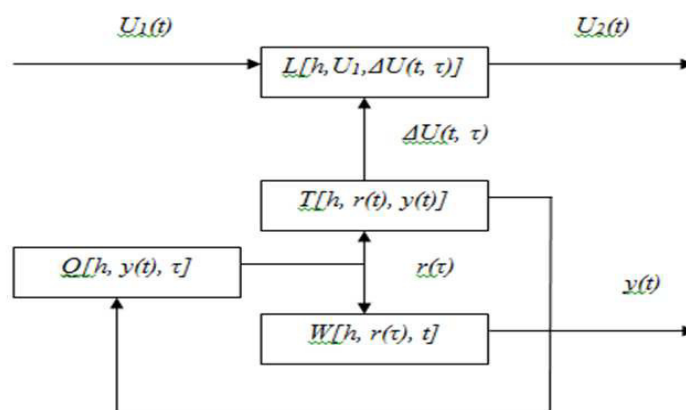 U1(t)
U2(t)
L[h,U1,ΔU(t, τ)]
ΔU(t, τ)
T[h, r(t), y(t)]
Q[h, y(t), τ]
r(τ)
y(t)
W[h, r(τ), t]